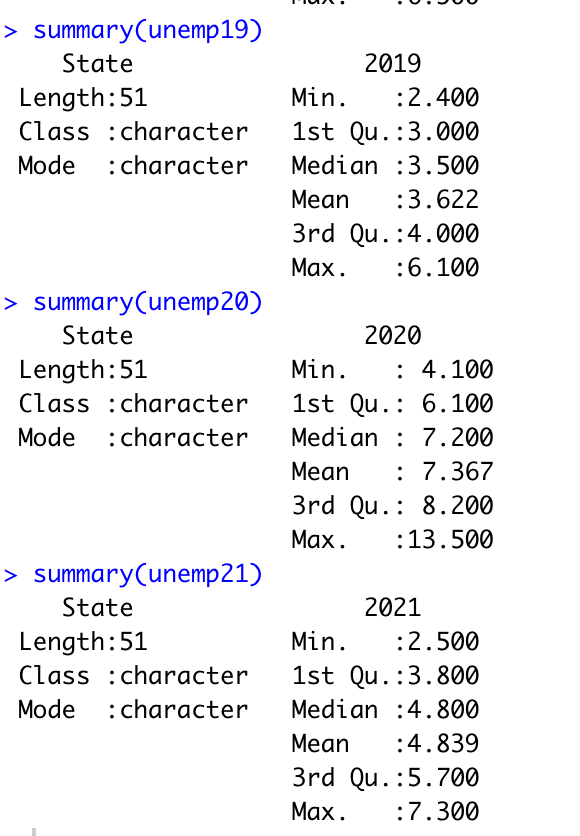 Max.   :6.500
> summary(unemp19)
    State                2019
 Length:51          Min.   :2.400
 Class :character   1st Qu.:3.000
 Mode  :character   Median :3.500
                    Mean   :3.622
                    3rd Qu.:4.000
                    Max.   :6.100
> summary(unemp20)
    State                2020
 Length:51          Min.   : 4.100
 Class :character   1st Qu.: 6.100
 Mode  :character   Median : 7.200
                    Mean   : 7.367
                    3rd Qu.: 8.200
                    Max.   :13.500
> summary(unemp21)
    State                2021
 Length:51          Min.   :2.500
 Class :character   1st Qu.:3.800
 Mode  :character   Median :4.800
                    Mean   :4.839
                    3rd Qu.:5.700
                    Max.   :7.300